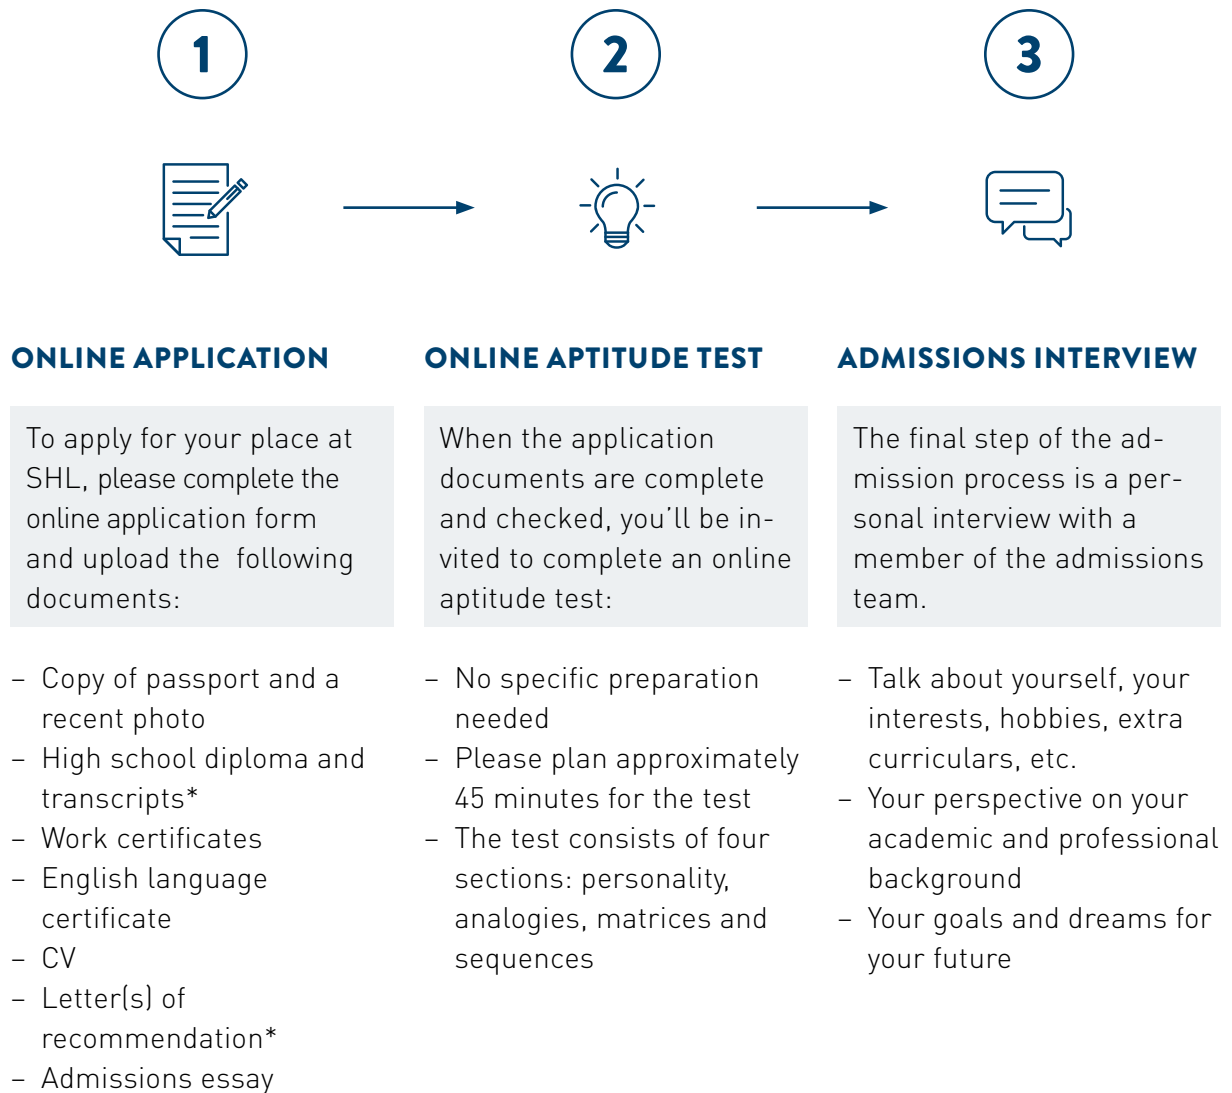 1
2
3
ONLINE APPLICATION
To apply for your place at
SHL, please complete the
online application form
and upload the following
documents:
– Copy of passport and a
recent photo
– High school diploma and
transcripts*
– Work certificates
– English language
certificate
– CV
– Letter(s) of
recommendation*
– Admissions essay
ONLINE APTITUDE TEST
When the application
documents are complete
and checked, you'll be in-
vited to complete an online
aptitude test:
– No specific preparation
needed
– Please plan approximately
45 minutes for the test
– The test consists of four
sections: personality,
analogies, matrices and
sequences
ADMISSIONS INTERVIEW
The final step of the ad-
mission process is a per-
sonal interview with a
member of the admissions
team.
– Talk about yourself, your
interests, hobbies, extra
curriculars, etc.
– Your perspective on your
academic and professional
background
– Your goals and dreams for
your future